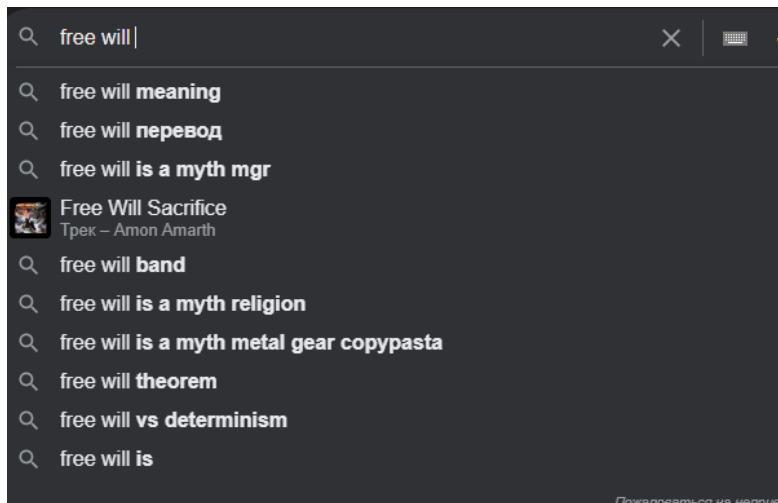 free will
free will meaning
free will перевод
free will is a myth mgr
Free Will Sacrifice
Трек – Amon Amarth
free will band
free will is a myth religion
free will is a myth metal gear copypasta
free will theorem
free will vs determinism
free will is
Пожаловаться на